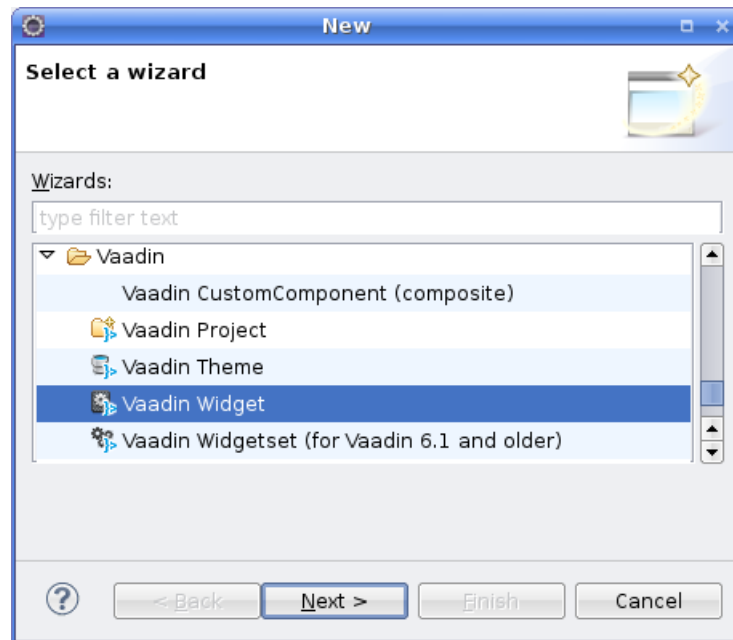 New
Select a wizard
Wizards:
type filter text
Vaadin
Vaadin CustomComponent (composite)
Vaadin Project
Vaadin Theme
Vaadin Widget
Vaadin Widgetset (for Vaadin 6.1 and older)
? < Back Next > Finish Cancel